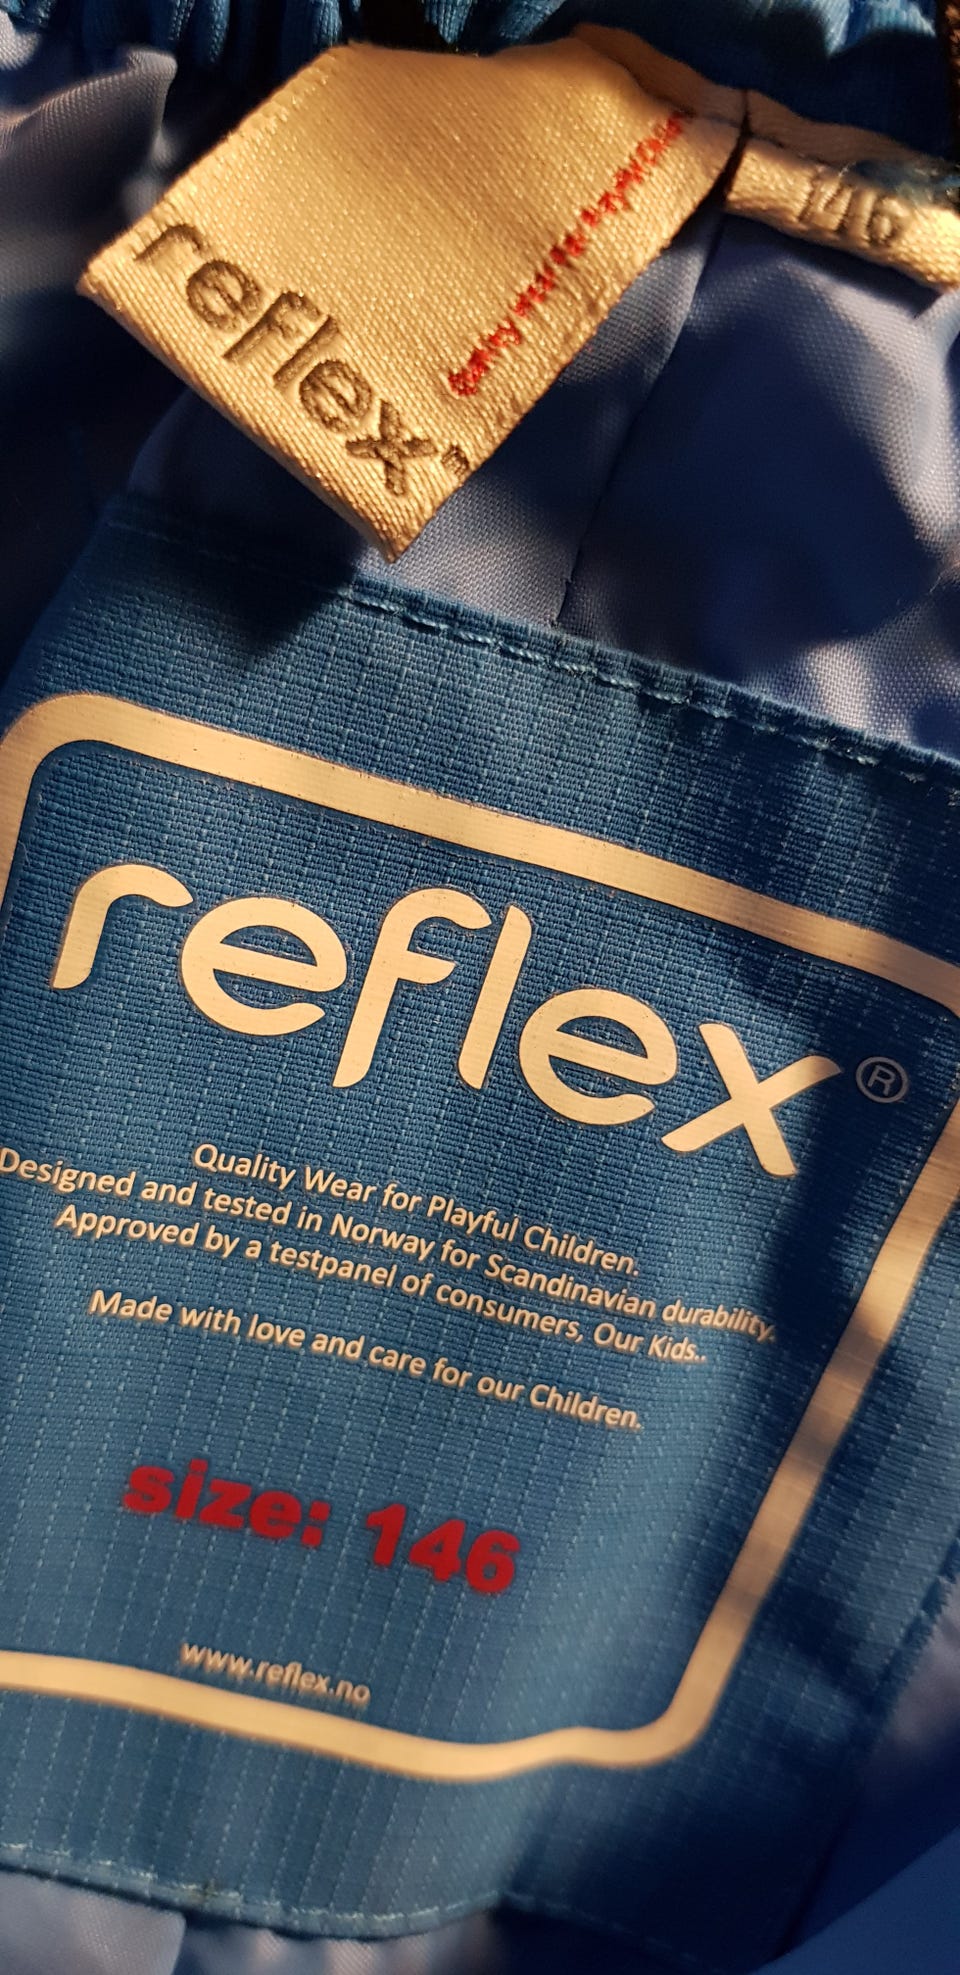 reflex
146
reflex®
Quality Wear for Playful Children.
Designed and tested in Norway for Scandinavian durability.
Approved by a testpanel of consumers, Our Kids..
Made with love and care for our Children.
size: 146
www.reflex.no